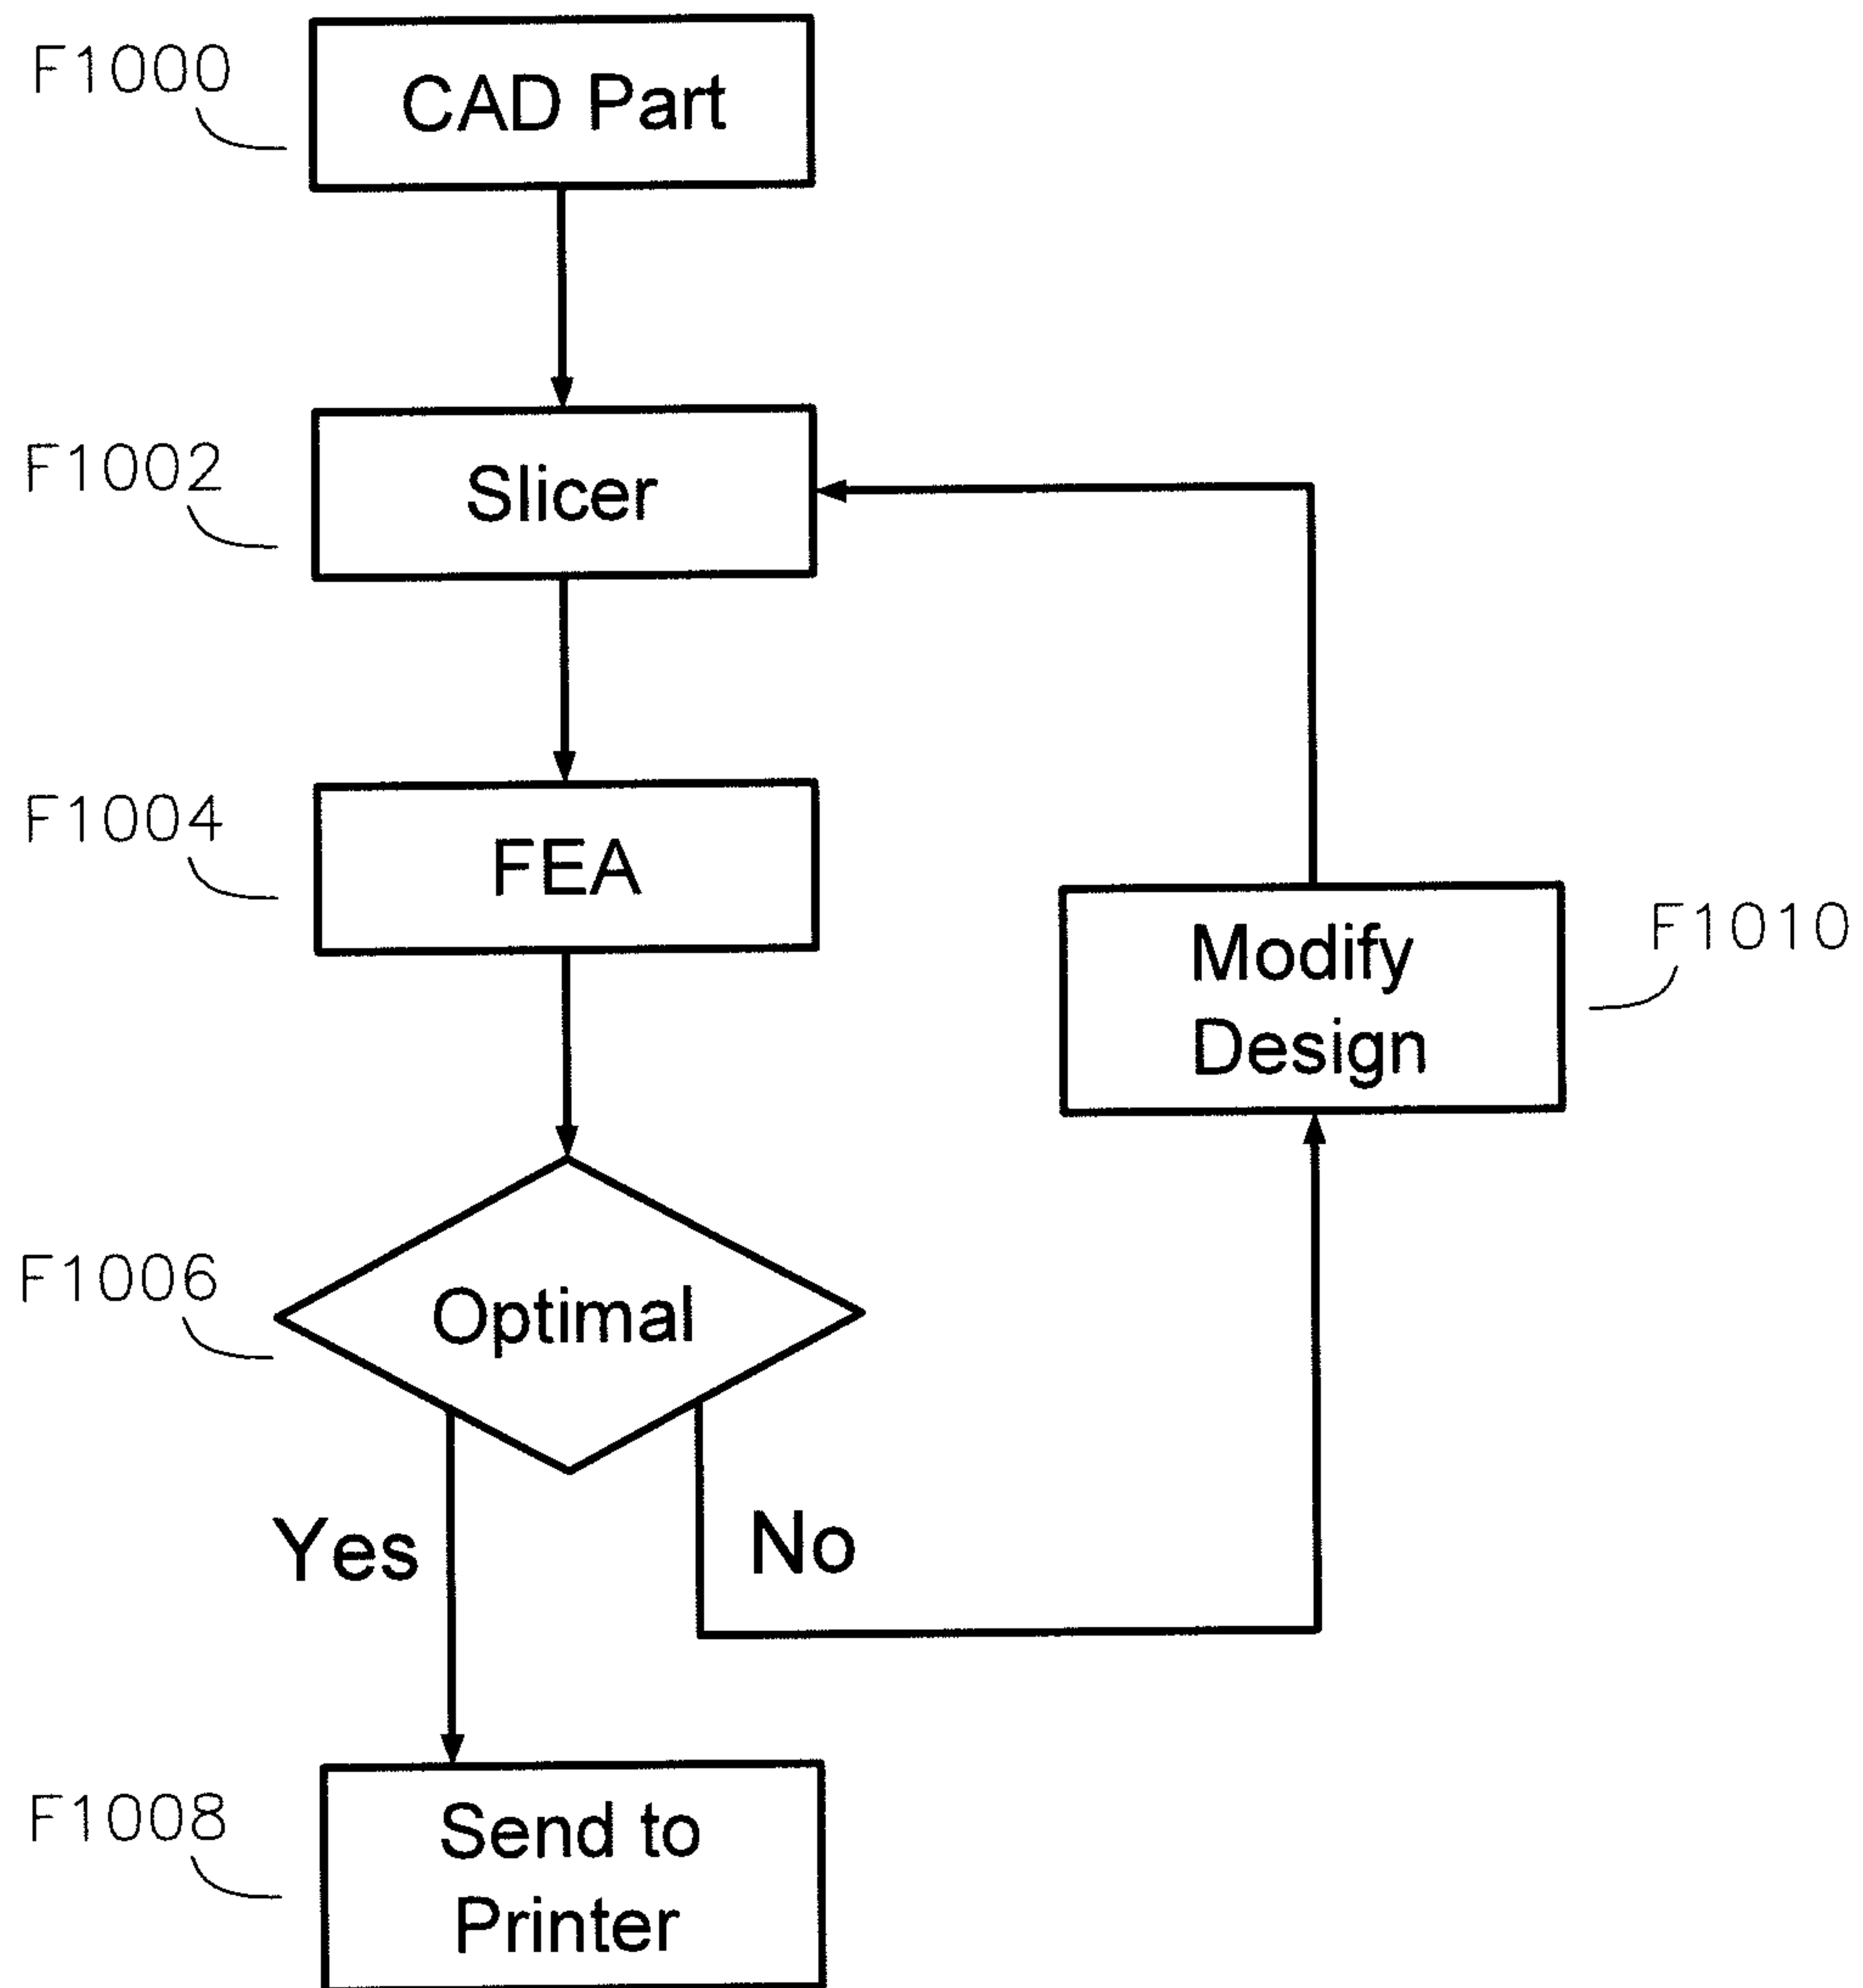 F1000
CAD Part
F1002
Slicer
F1004
FEA
F1010
Modify
Design
F1006
Optimal
Yes
No
F1008
Send to
Printer